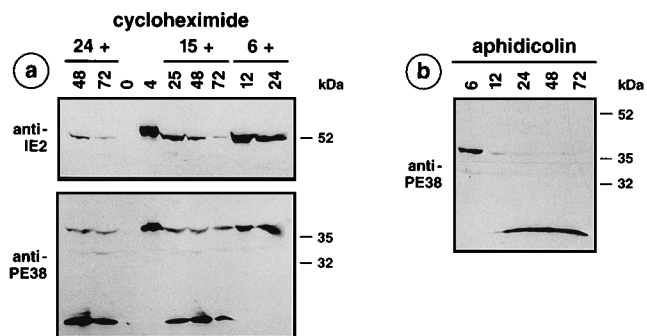 cycloheximide
24 + 15 + 6 +
a 48 72 0 4 25 48 72 12 24 kDa
anti-
IE2
52
anti-
PE38
35
32
aphidicolin
b 6 12 24 48 72 kDa
52
anti-
PE38
35
32